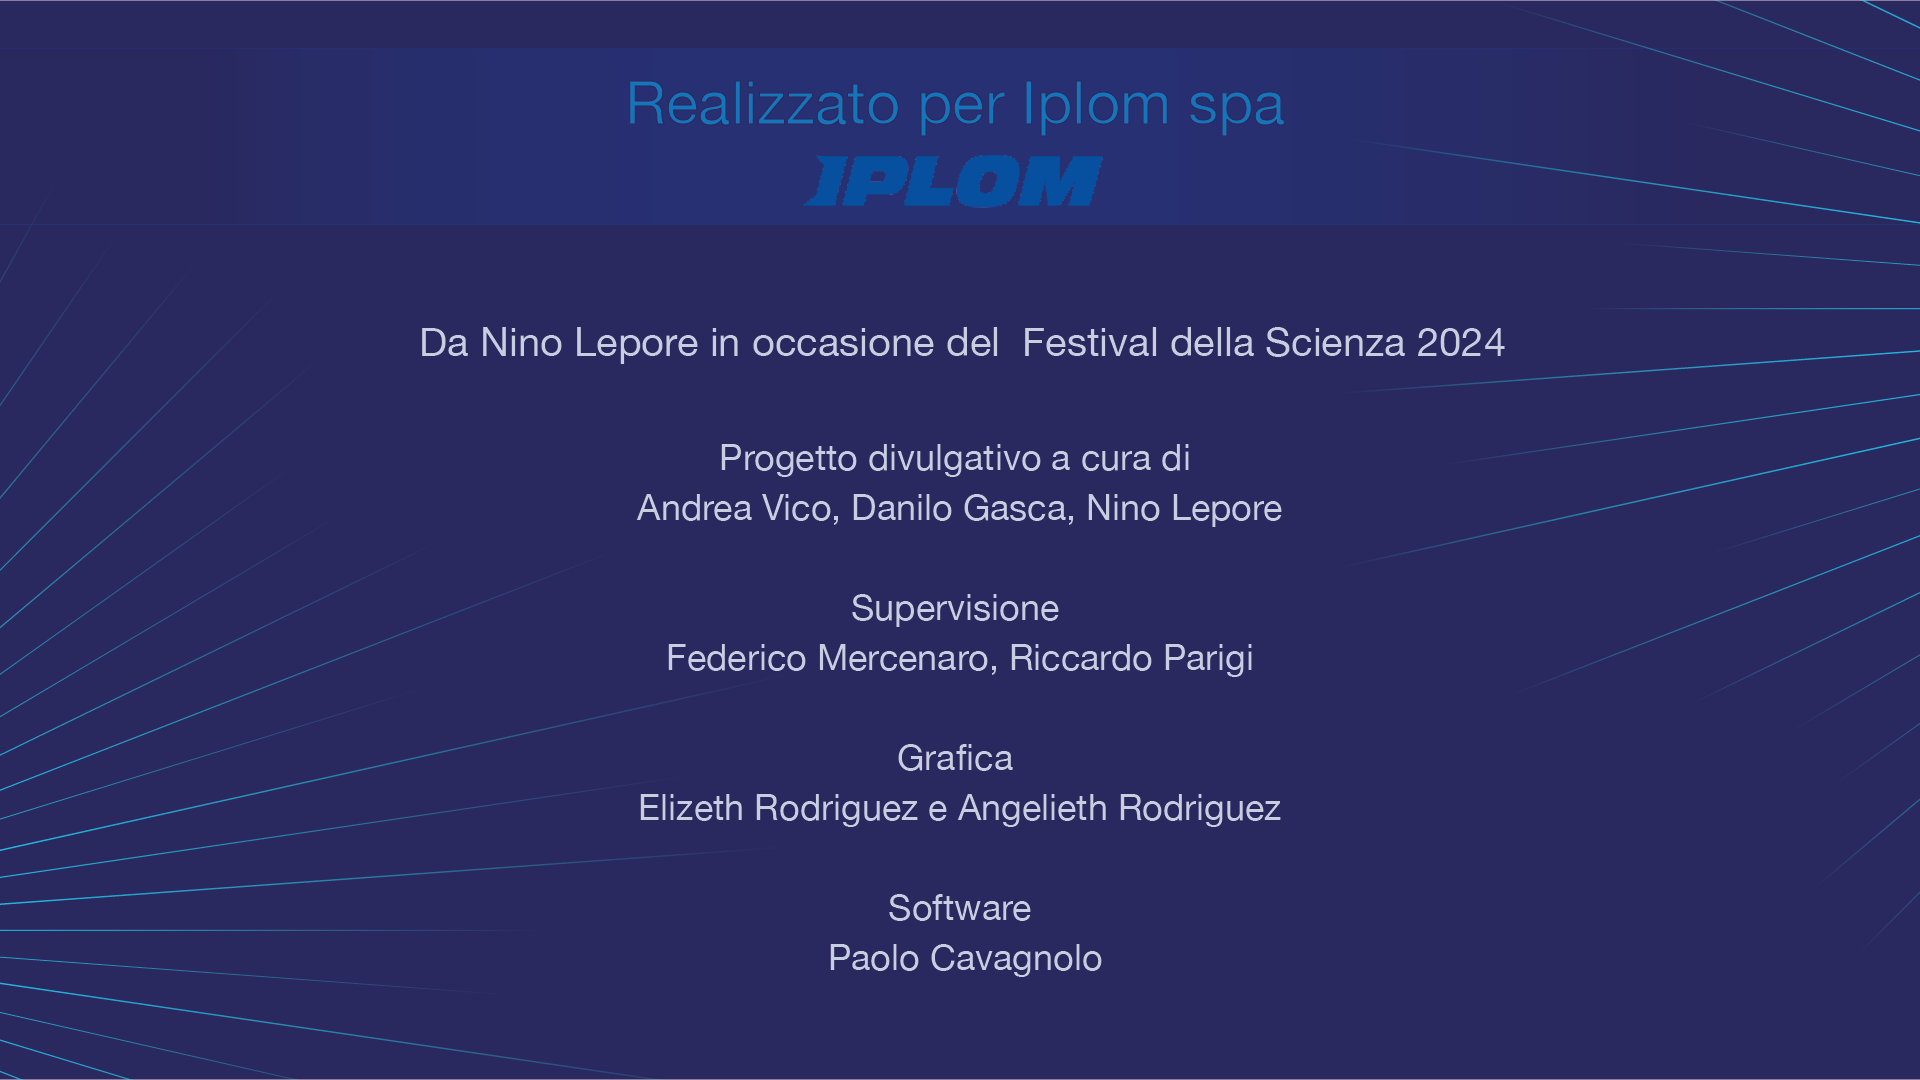 Realizzato per Iplom spa
IPLOM
Da Nino Lepore in occasione del  Festival della Scienza 2024
Progetto divulgativo a cura di
Andrea Vico, Danilo Gasca, Nino Lepore
Supervisione
Federico Mercenaro, Riccardo Parigi
Grafica
Elizeth Rodriguez e Angelieth Rodriguez
Software
Paolo Cavagnolo